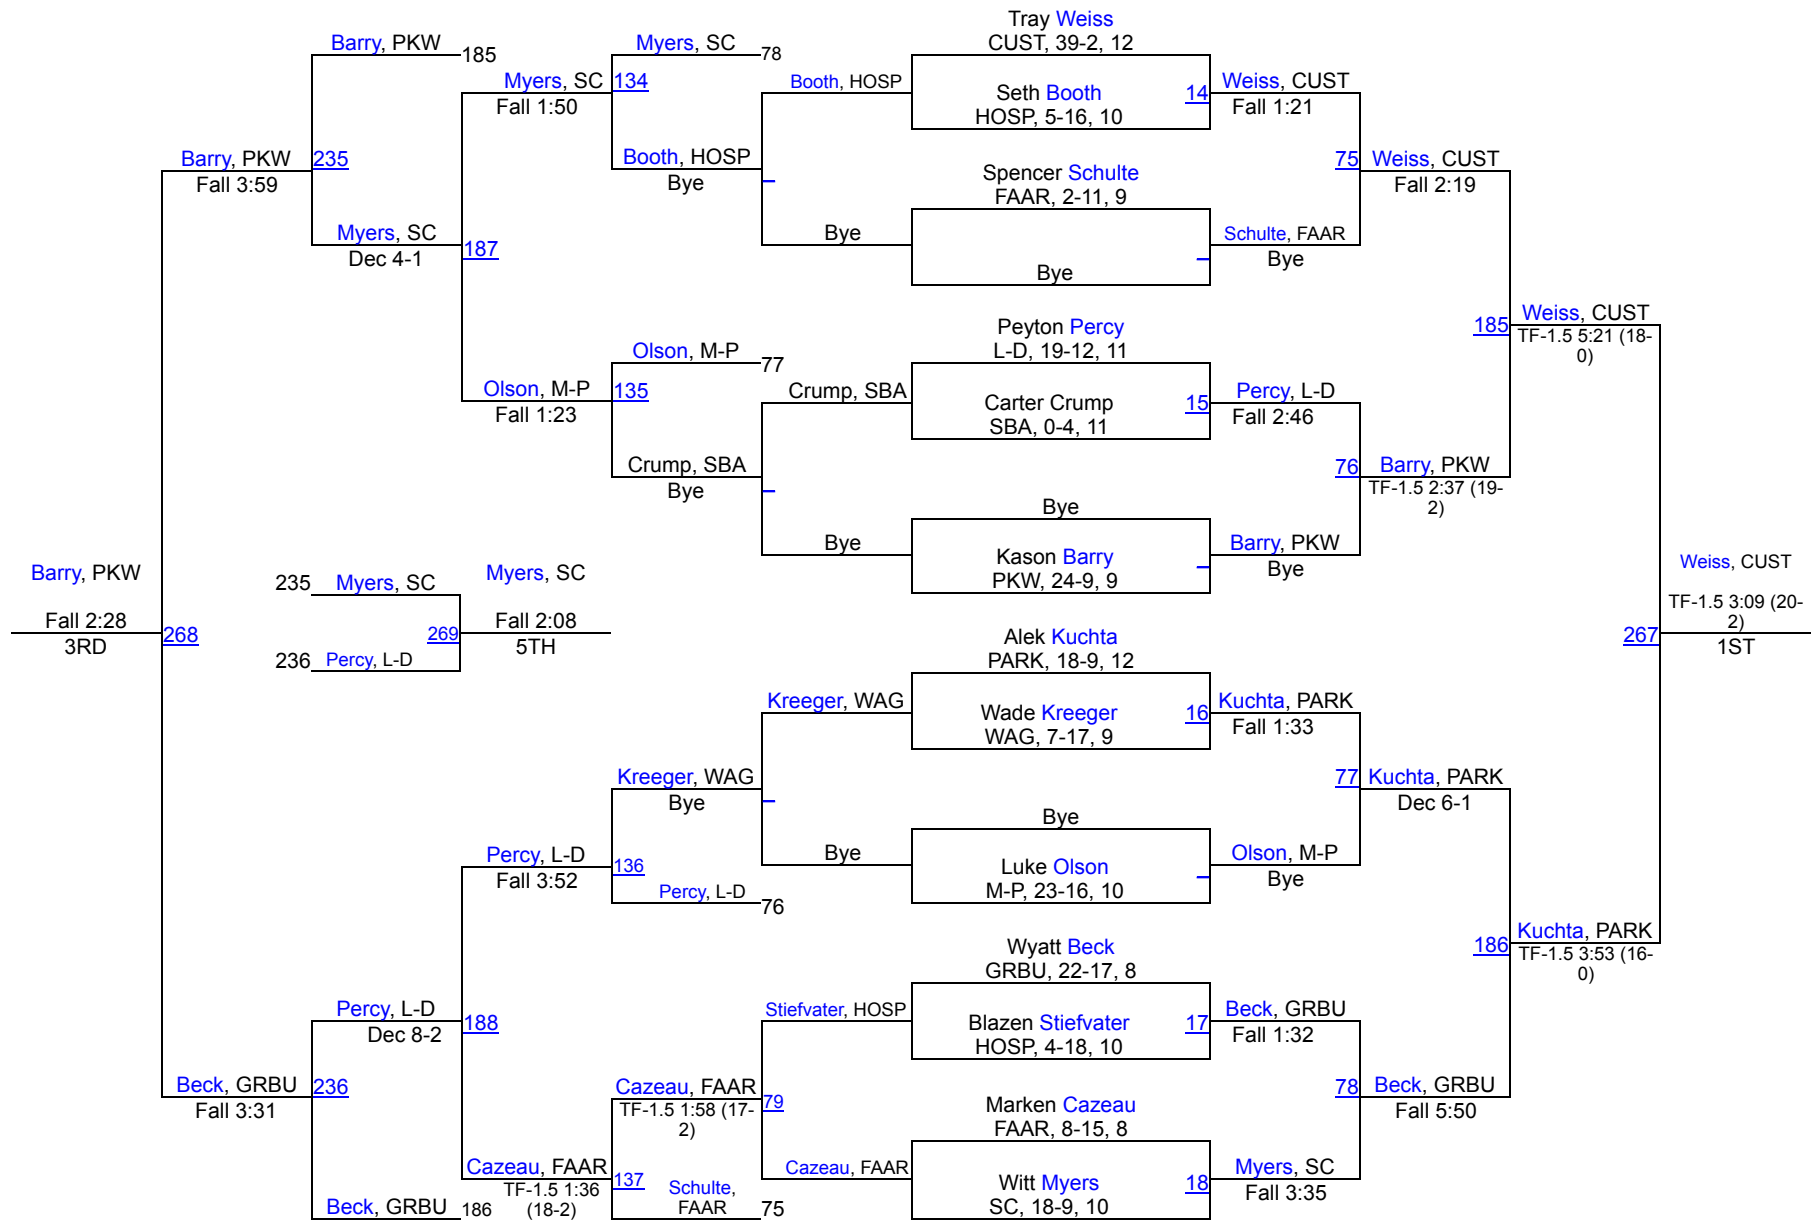 Tray Weiss
CUST, 39-2, 12
Barry, PKW
185
Myers, SC
78
Myers, SC
134
Fall 1:50
Booth, HOSP
Seth Booth
HOSP, 5-16, 10
14
Weiss, CUST
Fall 1:21
Barry, PKW
235
Fall 3:59
Booth, HOSP
Bye
Spencer Schulte
FAAR, 2-11, 9
75
Weiss, CUST
Fall 2:19
Myers, SC
187
Dec 4-1
Bye
Bye
Schulte, FAAR
Bye
Peyton Percy
L-D, 19-12, 11
185
Weiss, CUST
TF-1.5 5:21 (18-
0)
Olson, M-P
77
Olson, M-P
135
Fall 1:23
Crump, SBA
Carter Crump
SBA, 0-4, 11
15
Percy, L-D
Fall 2:46
Crump, SBA
Bye
76
Barry, PKW
TF-1.5 2:37 (19-
2)
Bye
Bye
Kason Barry
PKW, 24-9, 9
Barry, PKW
Bye
Barry, PKW
Fall 2:28
3RD
268
235
Myers, SC
236
Percy, L-D
269
Myers, SC
Fall 2:08
5TH
Weiss, CUST
TF-1.5 3:09 (20-
2)
1ST
267
Alek Kuchta
PARK, 18-9, 12
Kreeger, WAG
Wade Kreeger
WAG, 7-17, 9
16
Kuchta, PARK
Fall 1:33
Kreeger, WAG
Bye
77
Kuchta, PARK
Dec 6-1
Bye
Bye
Luke Olson
M-P, 23-16, 10
Olson, M-P
Bye
Percy, L-D
136
Fall 3:52
Percy, L-D
76
Wyatt Beck
GRBU, 22-17, 8
186
Kuchta, PARK
TF-1.5 3:53 (16-
0)
Percy, L-D
188
Dec 8-2
Stiefvater, HOSP
Blazen Stiefvater
HOSP, 4-18, 10
17
Beck, GRBU
Fall 1:32
Beck, GRBU
236
Fall 3:31
Cazeau, FAAR
79
TF-1.5 1:58 (17-
2)
Marken Cazeau
FAAR, 8-15, 8
78
Beck, GRBU
Fall 5:50
Cazeau, FAAR
137
TF-1.5 1:36
(18-2)
Cazeau, FAAR
Witt Myers
SC, 18-9, 10
18
Myers, SC
Fall 3:35
Beck, GRBU
186
Schulte,
FAAR
75